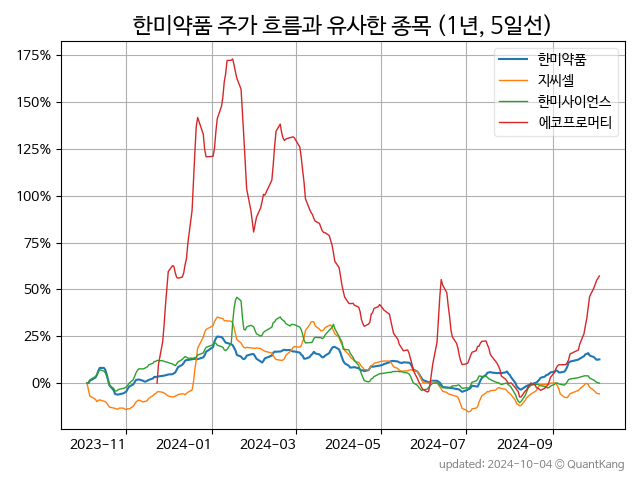 한미약품 주가 흐름과 유사한 종목 (1년, 5일선)
175%
150%
125%
100%
75%
50%
25%
0%
한미약품
지씨셀
한미사이언스
에코프로머티
2023-11
2024-01
2024-03
2024-05
2024-07
2024-09
updated: 2024-10-04 © QuantKang